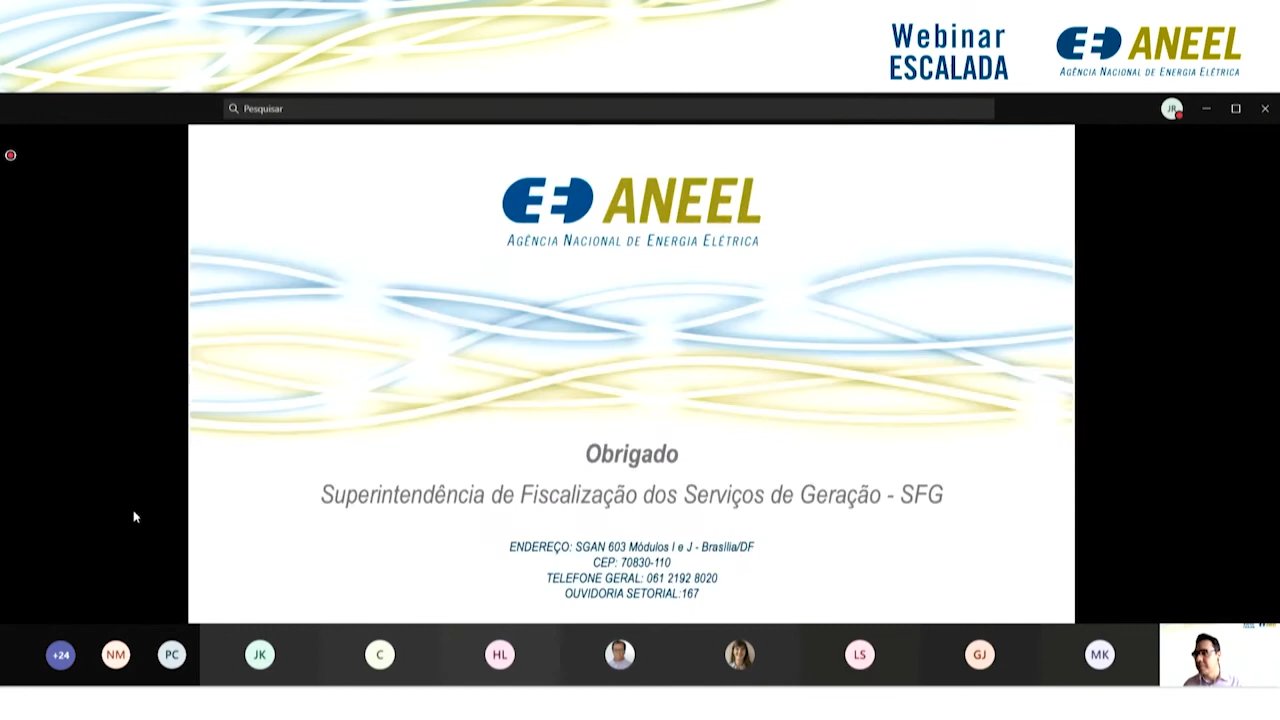 Webinar
ESCALADA
ANEEL
AGÊNCIA NACIONAL DE ENERGIA ELÉTRICA
Pesquisar
JR
ANEEL
AGÊNCIA NACIONAL DE ENERGIA ELÉTRICA
Obrigado
Superintendência de Fiscalização dos Serviços de Geração - SFG
ENDEREÇO: SGAN 603 Módulos I e J - Brasília/DF
CEP: 70830-110
TELEFONE GERAL: 061 2192 8020
OUVIDORIA SETORIAL:167
+24
NM
PC
JK
C
HL
LS
GJ
MK